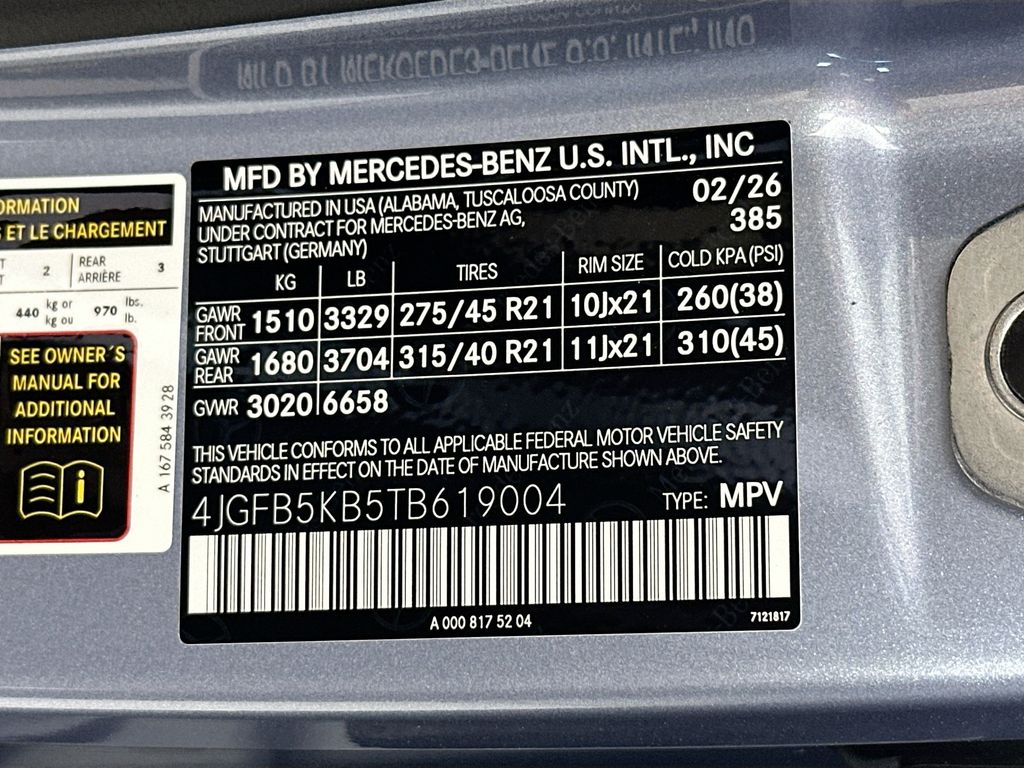 MFD BY MERCEDES-BENZ U.S. INTL., INC
MANUFACTURED IN USA (ALABAMA, TUSCALOOSA COUNTY) 02/26
UNDER CONTRACT FOR MERCEDES-BENZ AG, 385
STUTTGART (GERMANY)
KG LB TIRES RIM SIZE COLD KPA (PSI)
GAWR FRONT 1510 3329 275/45 R21 10Jx21 260(38)
GAWR REAR 1680 3704 315/40 R21 11Jx21 310(45)
GVWR 3020 6658
THIS VEHICLE CONFORMS TO ALL APPLICABLE FEDERAL MOTOR VEHICLE SAFETY
STANDARDS IN EFFECT ON THE DATE OF MANUFACTURE SHOWN ABOVE.
4JGFB5KB5TB619004 TYPE: MPV
A 000 817 52 04 7121817
ET LE CHARGEMENT
2 REAR ARRIÈRE 3
440 kg or kg ou 970 lbs. lb.
SEE OWNER´S
MANUAL FOR
ADDITIONAL
INFORMATION
A 167 584 39 28